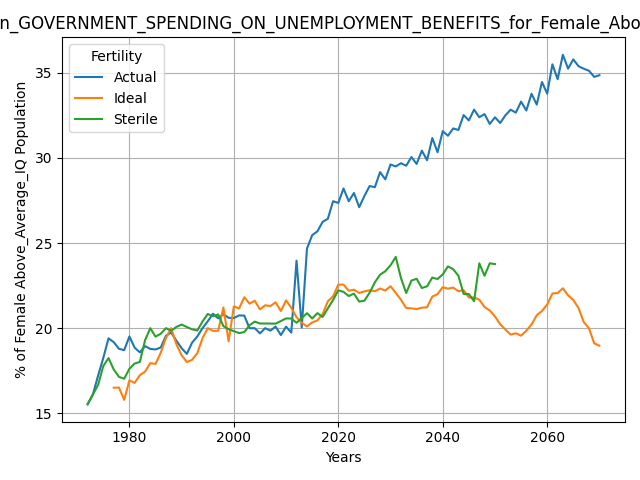 n_GOVERNMENT_SPENDING_ON_UNEMPLOYMENT_BENEFITS_for_Female_Abo
Fertility
Actual
Ideal
Sterile
% of Female Above_Average_IQ Population
35
30
25
20
15
1980 2000 2020 2040 2060
Years